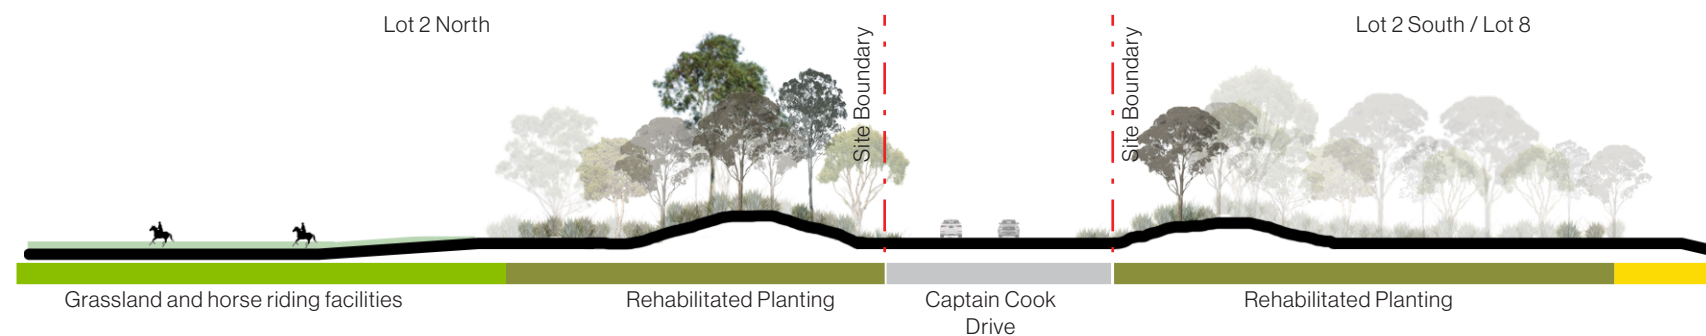 Lot 2 North
Site Boundary
Site Boundary
Lot 2 South / Lot 8
Grassland and horse riding facilities
Rehabilitated Planting
Captain Cook
Drive
Rehabilitated Planting